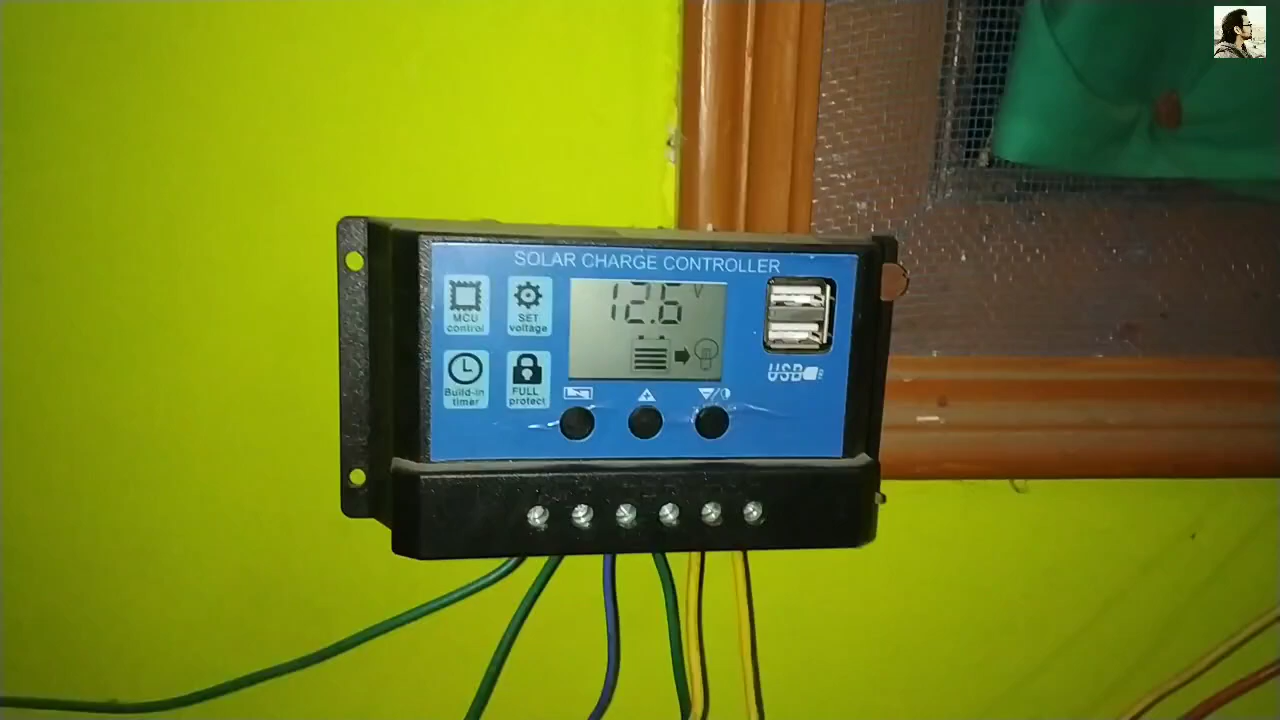 SOLAR CHARGE CONTROLLER
MCU
control
SET
voltage
12.6 V
Build-in
timer
FULL
protect
USB